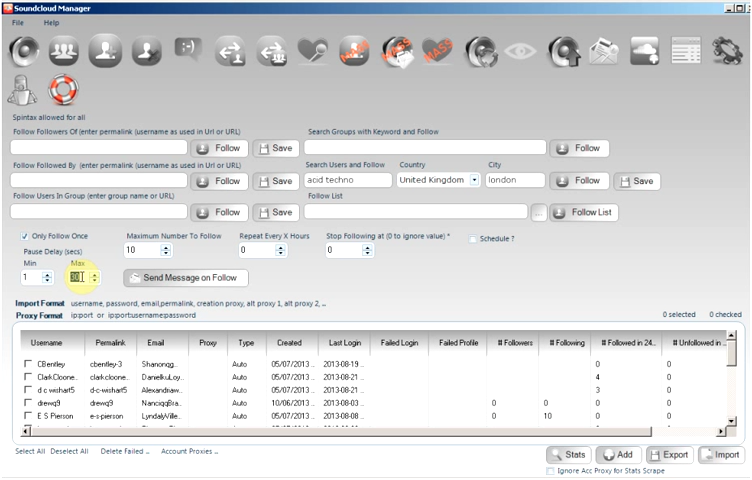 Soundcloud Manager
File Help
MASS MASS MASS
Spintax allowed for all
Follow Followers Of (enter permalink (username as used in Url or URL) Search Groups with Keyword and Follow
Follow Save Follow
Follow Followed By (enter permalink (username as used in Url or URL) Search Users and Follow Country City
Follow Save acid techno United Kingdom london Follow Save
Follow Users In Group (enter group name or URL) Follow List
Follow Save ... Follow List
Only Follow Once Maximum Number To Follow Repeat Every X Hours Stop Following at (0 to ignore value) * Schedule ?
Pause Delay (secs) 10 0 0
Min Max
1 Send Message on Follow
Import Format username, password, email,permalink, creation proxy, alt proxy 1, alt proxy 2, ..
Proxy Format ip:port or ip:port:username:password 0 selected 0 checked
Username Permalink Email Proxy Type Created Last Login Failed Login Failed Profile # Followers # Following # Followed in 24.. # Unfollowed in ..
CBentley cbentley-3 Shanonqg... Auto 05/07/2013 ... 2013-08-19... 0 0
ClarkCloone.. clarkcloone.. DanielkuLoy.. Auto 05/07/2013 ... 2013-08-21 ... 4 0
d c wishart5 d-c-wishart5 Alexandriaw... Auto 05/07/2013 ... 2013-08-21 ... 3 0
drewq9 drewq9 NanciqqBra... Auto 10/06/2013 ... 2013-08-03... 0 0 0 0
E S Pierson e-s-pierson LyndalyVille.. Auto 05/07/2013 ... 2013-08-08 ... 0 10 0 0
Select All Deselect All Delete Failed .. Account Proxies .. Stats Add Export Import
Ignore Acc Proxy for Stats Scrape